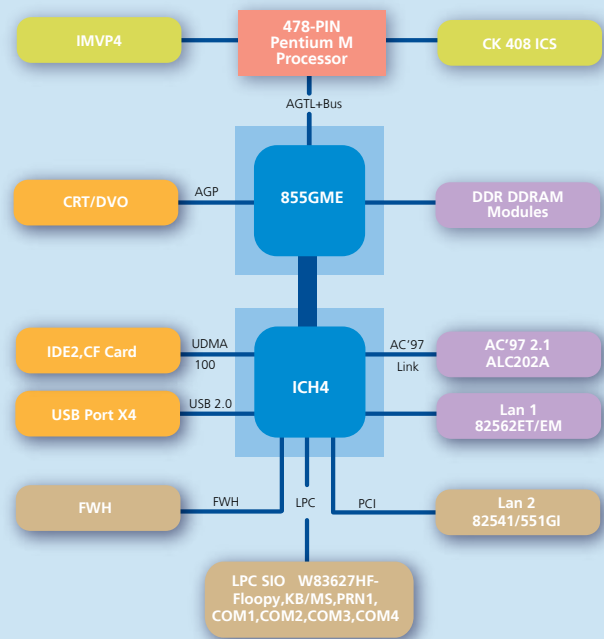 IMVP4
478-PIN
Pentium M
Processor
CK 408 ICS
AGTL+Bus
CRT/DVO
AGP
855GME
DDR DDRAM
Modules
IDE2,CF Card
UDMA
100
ICH4
AC'97
Link
AC'97 2.1
ALC202A
USB Port X4
USB 2.0
Lan 1
82562ET/EM
FWH
FWH
LPC
PCI
Lan 2
82541/551GI
LPC SIO W83627HF-
Floopy,KB/MS,PRN1,
COM1,COM2,COM3,COM4